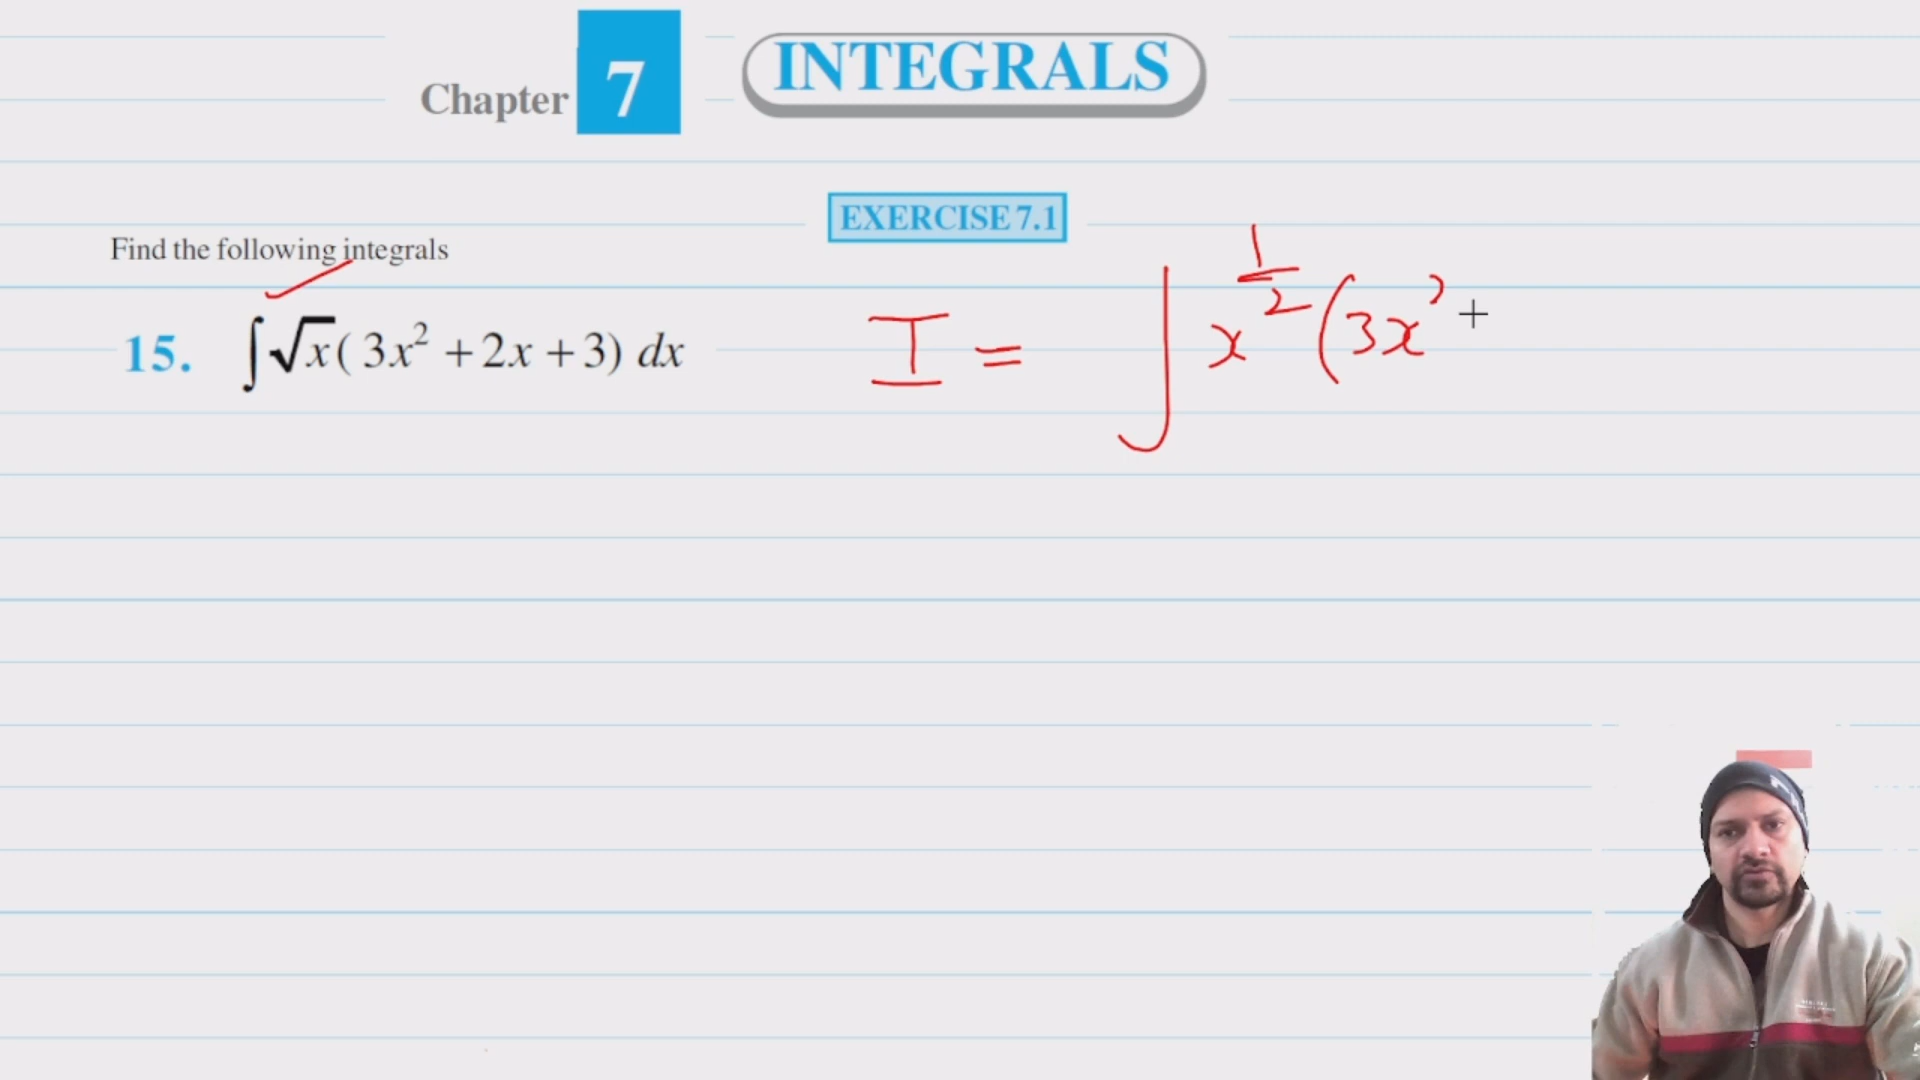 Chapter 7 INTEGRALS
EXERCISE 7.1
Find the following integrals
15. ∫√x( 3x² + 2x + 3) dx
I = ∫ x^(1/2) (3x² +